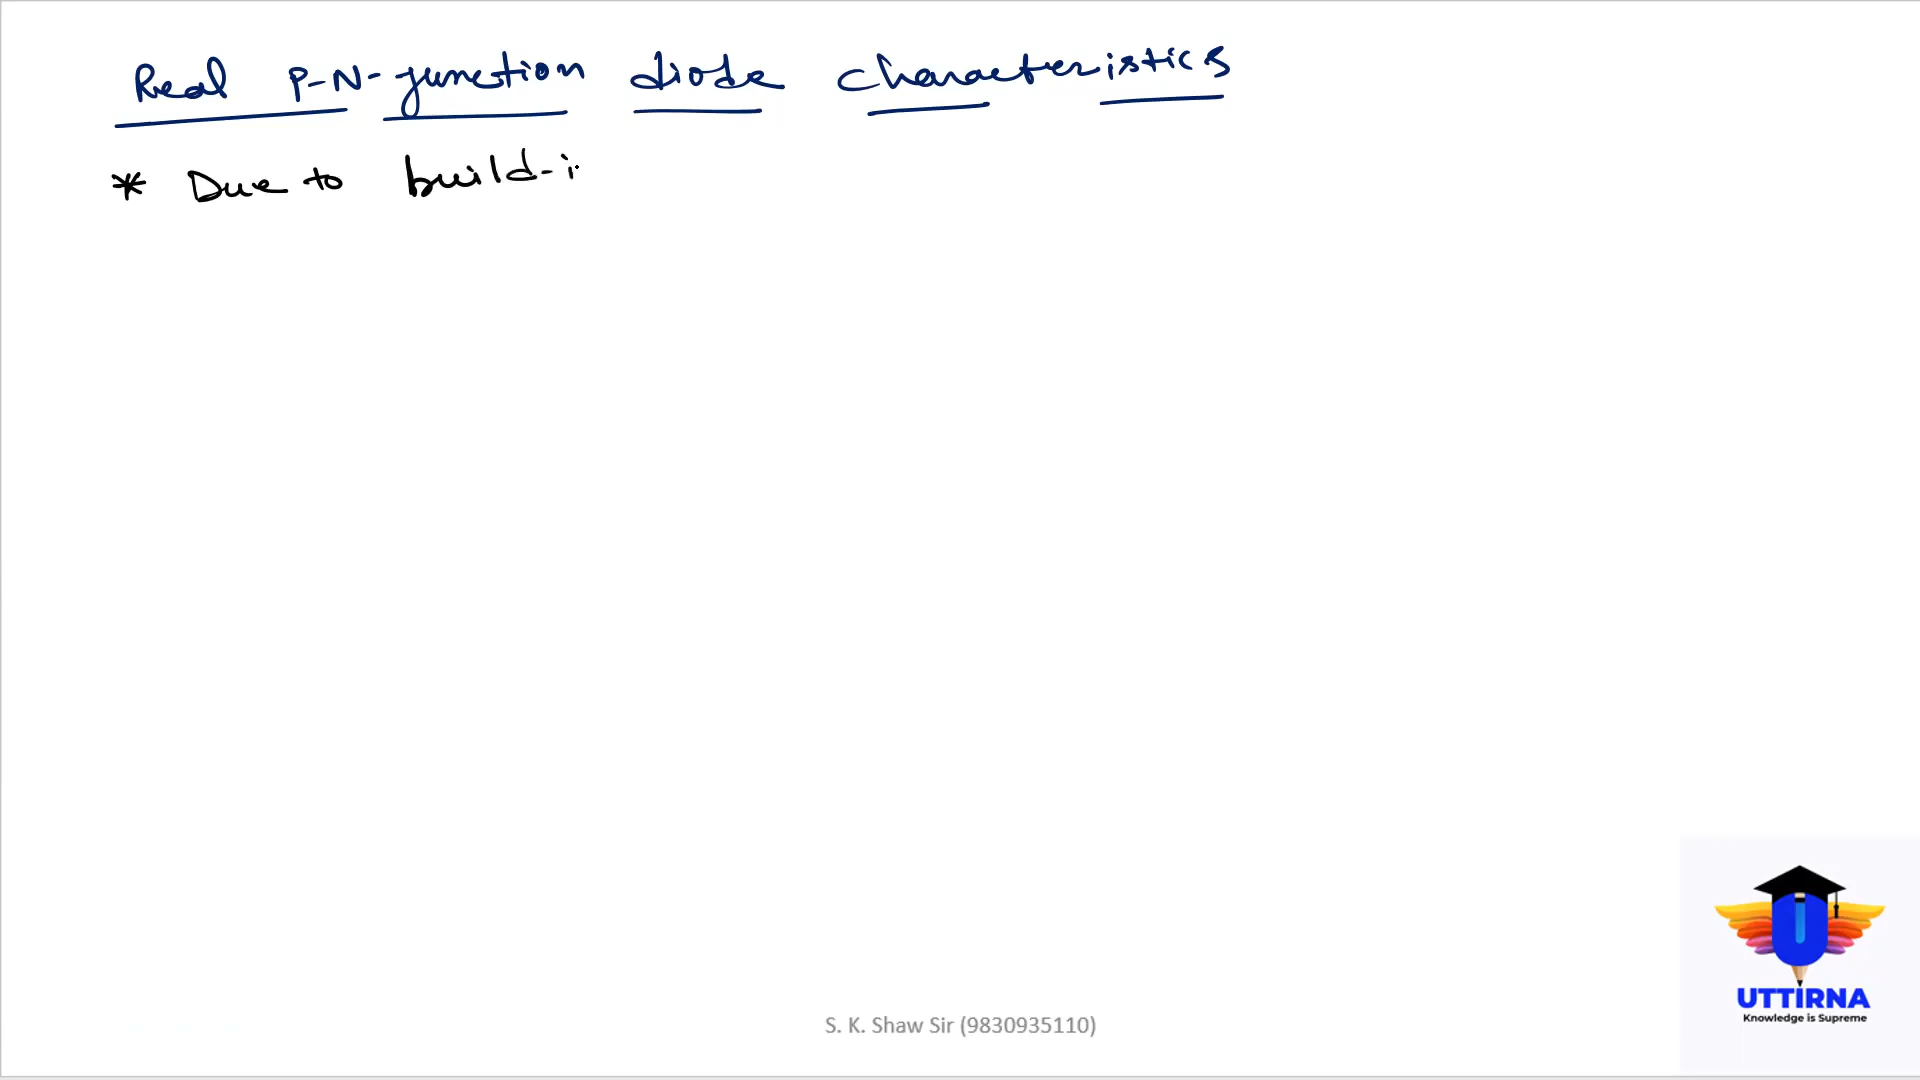 Real P-N-junction diode characteristics
* Due to build-i
S. K. Shaw Sir (9830935110)
UTTIRNA
Knowledge is Supreme